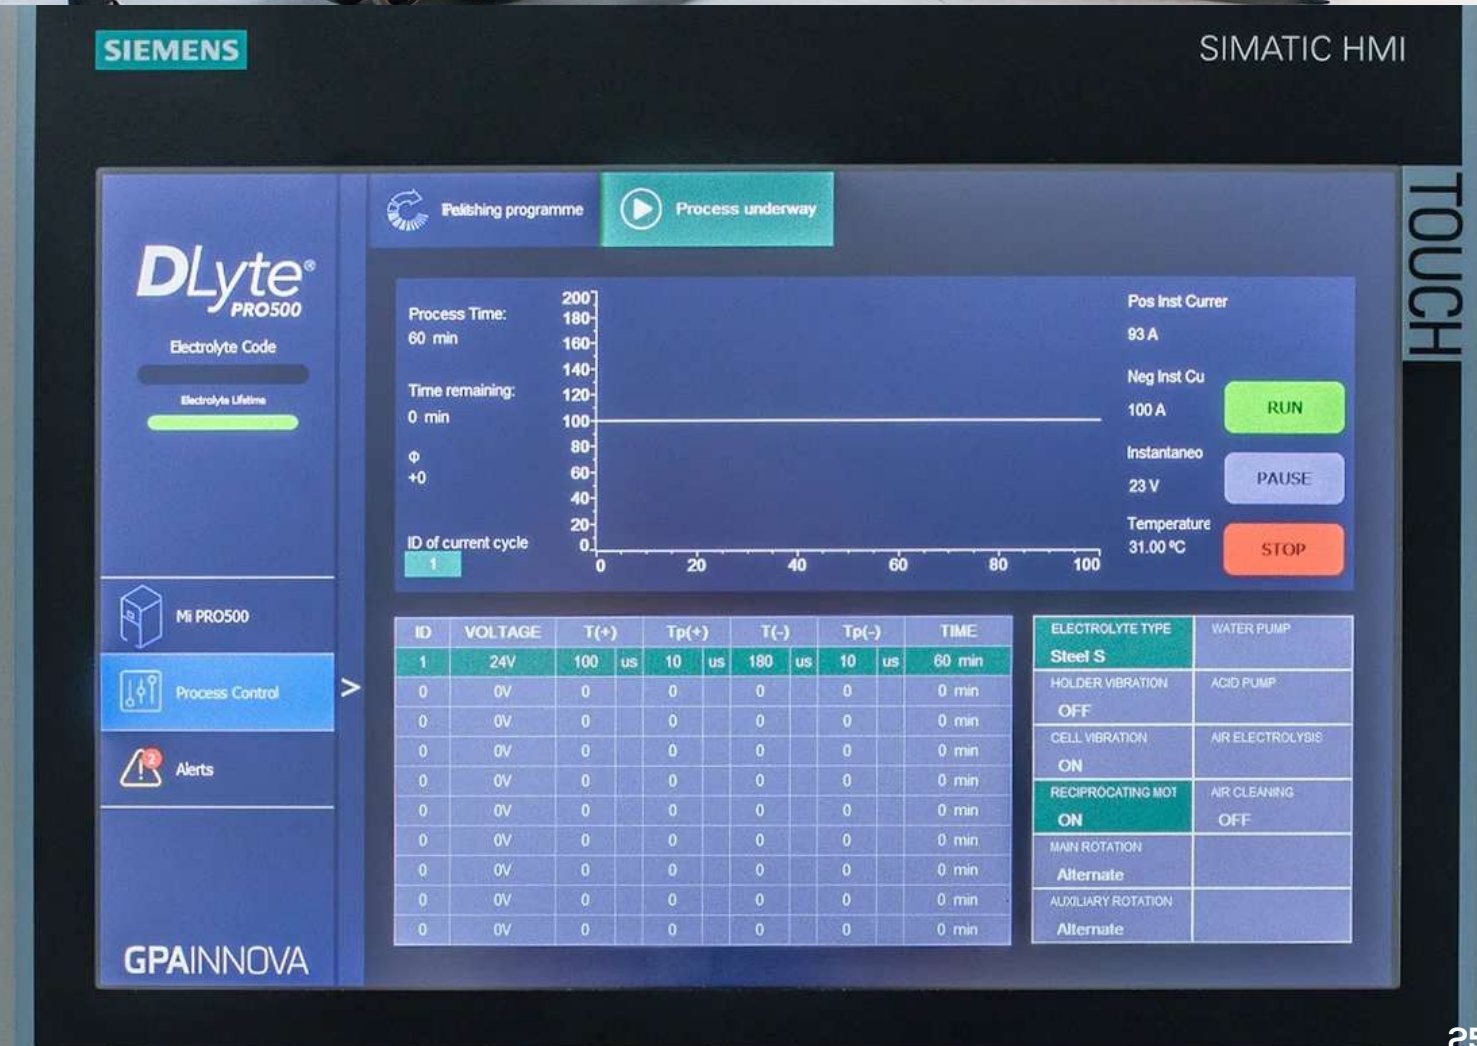 SIEMENS
SIMATIC HMI
TOUCH
DLyte®
PRO500
Electrolyte Code
Electrolyte Lifetime
Mi PRO500
Process Control >
2
Alerts
GPAINNOVA
programme
Process underway
Process Time:
60 min
Time remaining:
0 min
Φ
+0
ID of current cycle
1
200
180
160
140
120
100
80
60
40
20
0
0 20 40 60 80 100
Pos Inst Currer
93 A
Neg Inst Cu
100 A
Instantaneo
23 V
Temperature
31.00 ºC
RUN
PAUSE
STOP
ID VOLTAGE T(+) Tp(+) T(-) Tp(-) TIME
1 24V 100 us 10 us 180 us 10 us 60 min
0 0V 0 0 0 0 0 min
0 0V 0 0 0 0 0 min
0 0V 0 0 0 0 0 min
0 0V 0 0 0 0 0 min
0 0V 0 0 0 0 0 min
0 0V 0 0 0 0 0 min
0 0V 0 0 0 0 0 min
0 0V 0 0 0 0 0 min
0 0V 0 0 0 0 0 min
ELECTROLYTE TYPE
Steel S
WATER PUMP
HOLDER VIBRATION
OFF
ACID PUMP
CELL VIBRATION
ON
AIR ELECTROLYSIS
RECIPROCATING MOT
ON
AIR CLEANING
OFF
MAIN ROTATION
Alternate
AUXILIARY ROTATION
Alternate
25